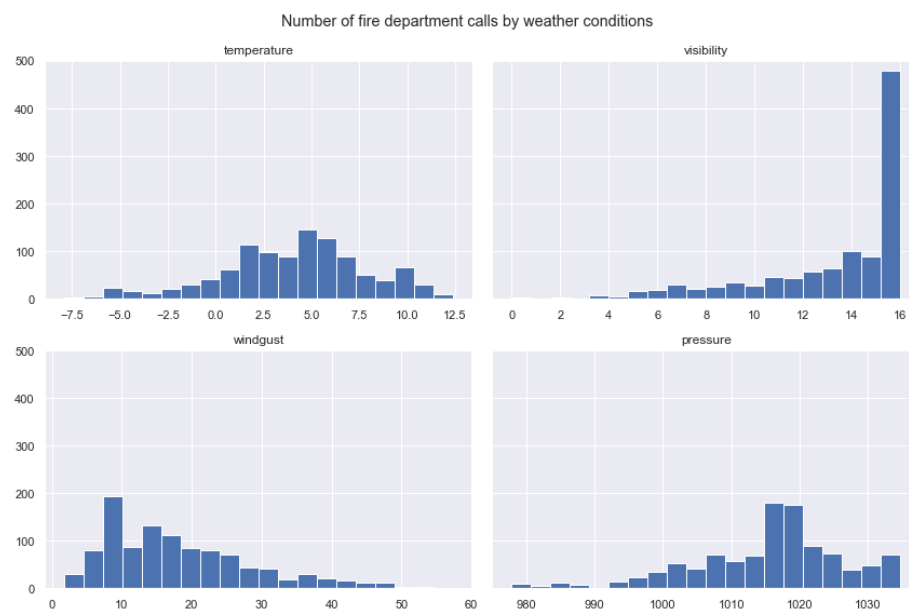 Number of fire department calls by weather conditions
temperature
visibility
500
400
300
200
100
0
−7.5 −5.0 −2.5 0.0 2.5 5.0 7.5 10.0 12.5
0 2 4 6 8 10 12 14 16
windgust
pressure
500
400
300
200
100
0
0 10 20 30 40 50 60
980 990 1000 1010 1020 1030